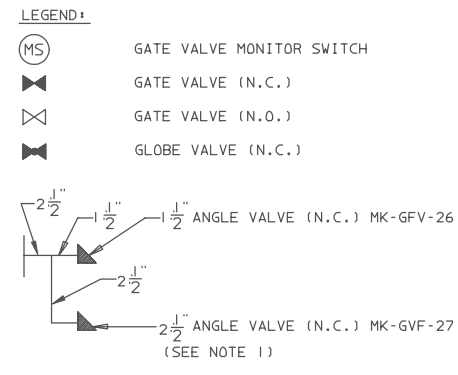 LEGEND:
MS GATE VALVE MONITOR SWITCH
GATE VALVE (N.C.)
GATE VALVE (N.O.)
GLOBE VALVE (N.C.)
2 1/2"
1 1/2"
1 1/2" ANGLE VALVE (N.C.) MK-GFV-26
2 1/2"
2 1/2" ANGLE VALVE (N.C.) MK-GVF-27
(SEE NOTE 1)